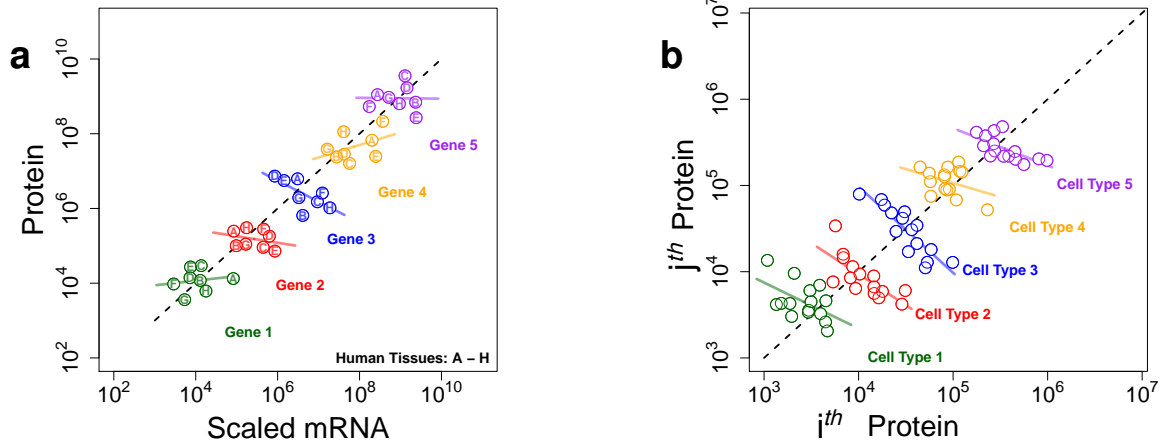 a
Protein
10^10
10^8
10^6
10^4
10^2
C
D
A
G
F
H
B
E
Gene 5
H
F
G
A
D
B
E
C
Gene 4
D
E
C
F
G
A
H
B
Gene 3
A
H
F
D
B
G
E
C
Gene 2
E
F
D
B
A
H
G
Gene 1
Human Tissues: A – H
10^2
10^4
10^6
10^8
10^10
Scaled mRNA
b
j^th Protein
10^7
10^6
10^5
10^4
10^3
Cell Type 5
Cell Type 4
Cell Type 3
Cell Type 2
Cell Type 1
10^3
10^4
10^5
10^6
10^7
i^th Protein